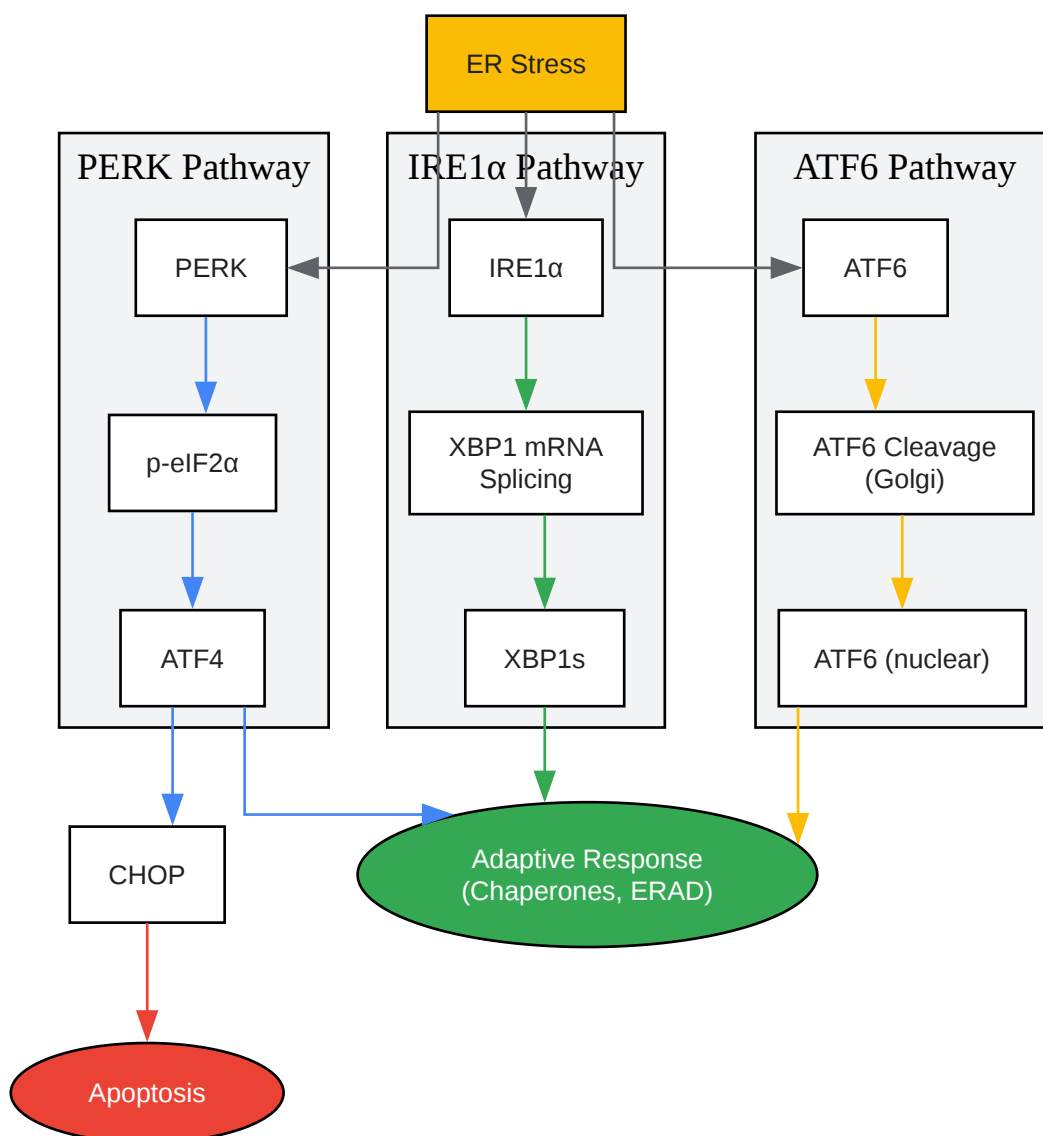 ER Stress
PERK Pathway
IRE1α Pathway
ATF6 Pathway
PERK
IRE1α
ATF6
p-eIF2α
XBP1 mRNA
Splicing
ATF6 Cleavage
(Golgi)
ATF4
XBP1s
ATF6 (nuclear)
CHOP
Adaptive Response
(Chaperones, ERAD)
Apoptosis